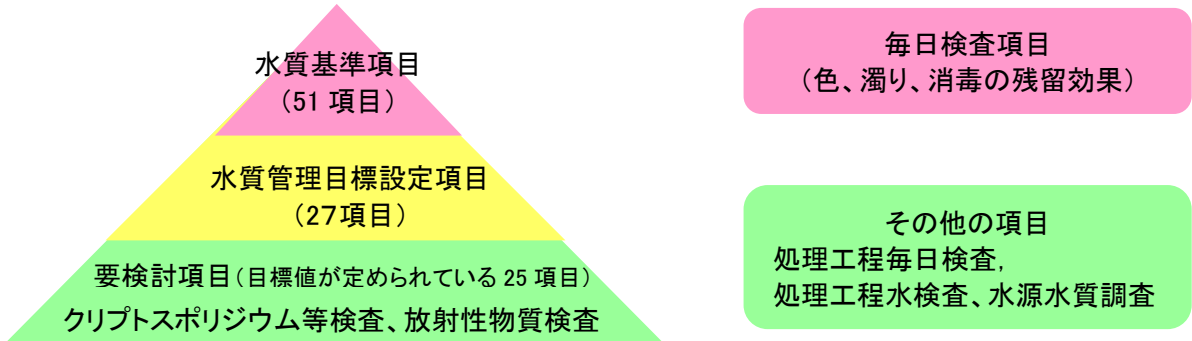 水質基準項目
（51 項目）
水質管理目標設定項目
（27項目）
要検討項目（目標値が定められている 25 項目）
クリプトスポリジウム等検査、放射性物質検査
毎日検査項目
（色、濁り、消毒の残留効果）
その他の項目
処理工程毎日検査,
処理工程水検査、水源水質調査